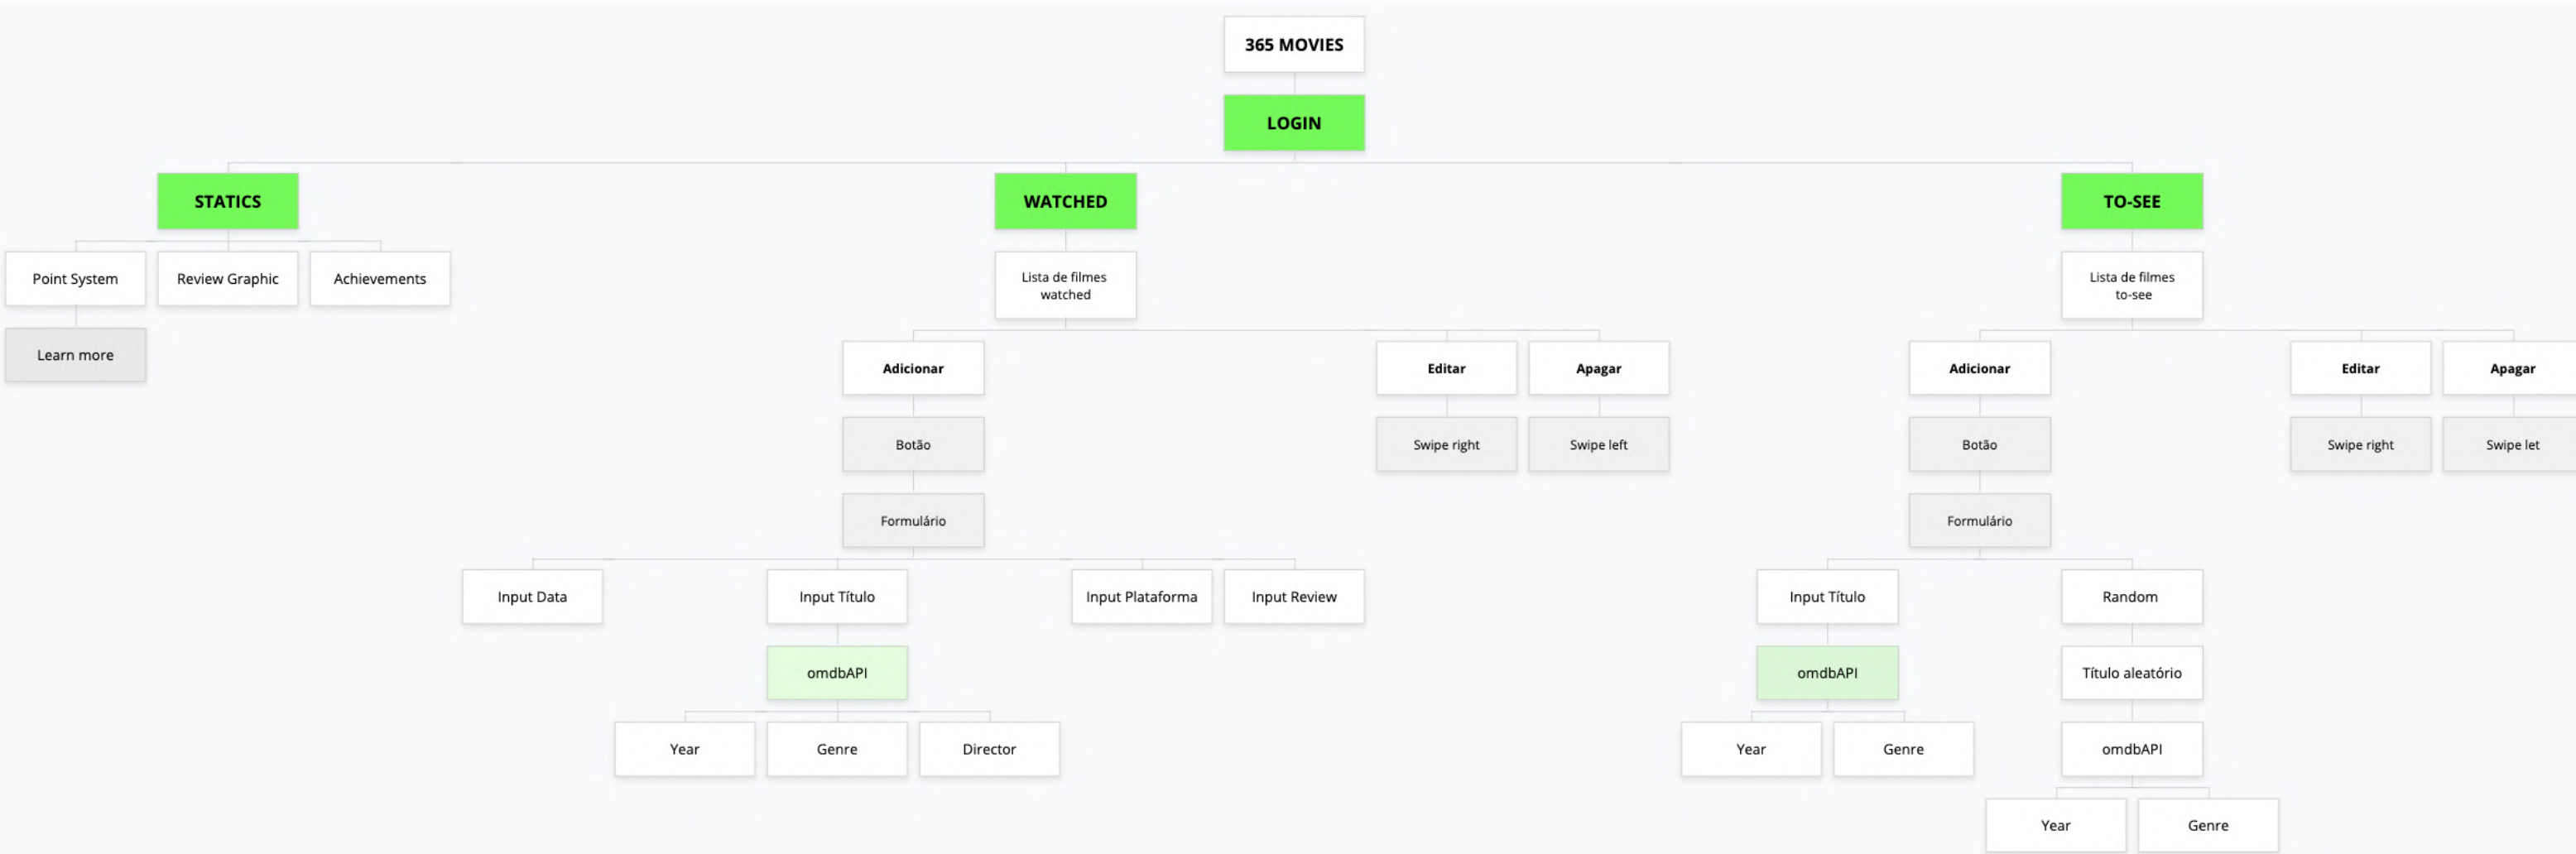 365 MOVIES
LOGIN
STATICS
WATCHED
TO-SEE
Point System
Review Graphic
Achievements
Lista de filmes
watched
Lista de filmes
to-see
Learn more
Adicionar
Editar
Apagar
Adicionar
Editar
Apagar
Botão
Swipe right
Swipe left
Botão
Swipe right
Swipe let
Formulário
Formulário
Input Data
Input Título
Input Plataforma
Input Review
Input Título
Random
omdbAPI
omdbAPI
Título aleatório
Year
Genre
Director
Year
Genre
omdbAPI
Year
Genre